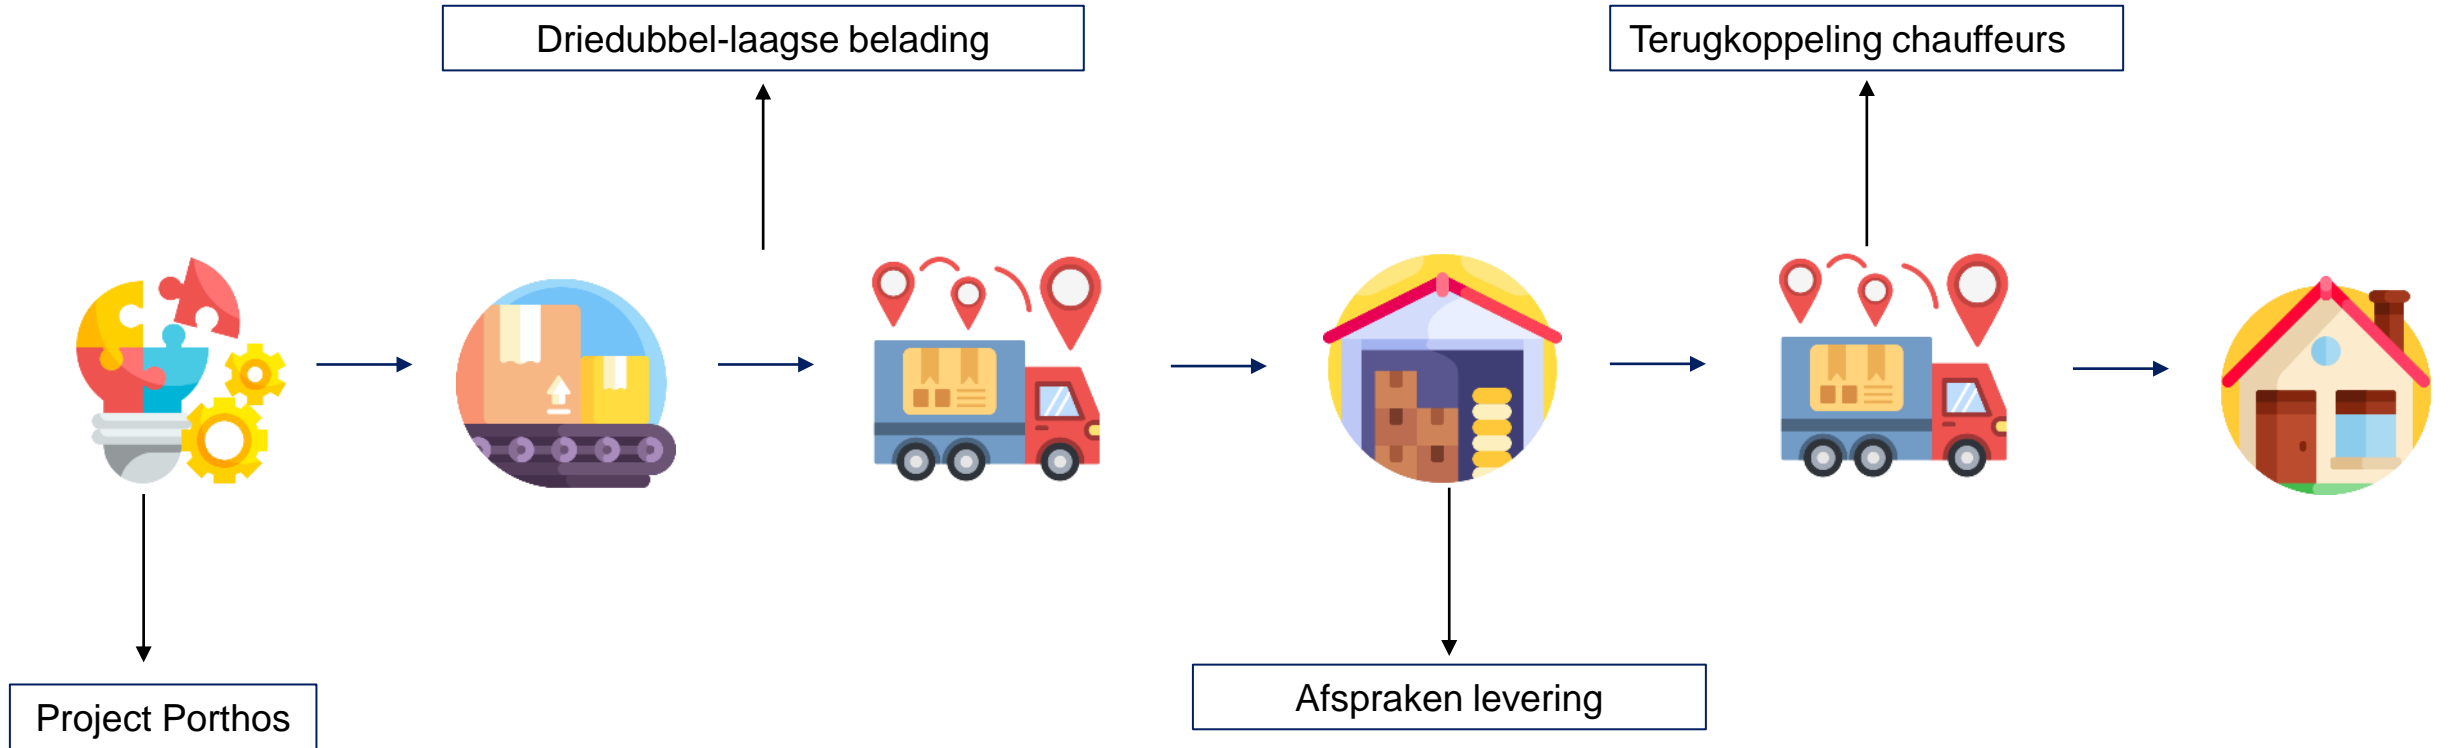 Driedubbel-laagse belading
Terugkoppeling chauffeurs
Project Porthos
Afspraken levering